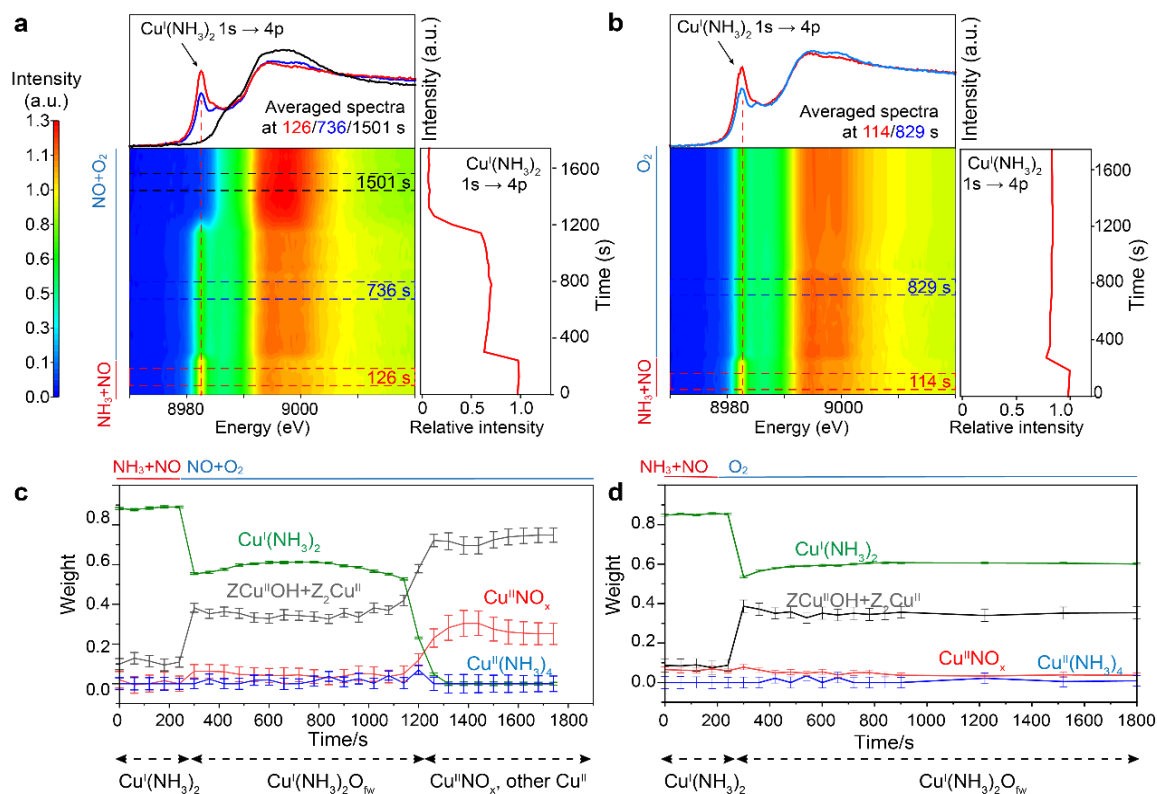 a
Cu^I(NH₃)₂ 1s → 4p
Intensity
(a.u.)
Averaged spectra
at 126/736/1501 s
Intensity (a.u.)
1.3
1.1
1.0
0.8
0.6
0.5
0.4
0.3
0.1
0.0
NO+O₂
NH₃+NO
1501 s
736 s
126 s
Cu^I(NH₃)₂
1s → 4p
1600
1200
800
400
0
Time (s)
8980
9000
Energy (eV)
0
0.5
1.0
Relative intensity
b
Cu^I(NH₃)₂ 1s → 4p
Averaged spectra
at 114/829 s
Intensity (a.u.)
O₂
NH₃+NO
829 s
114 s
Cu^I(NH₃)₂
1s → 4p
1600
1200
800
400
0
Time (s)
8980
9000
Energy (eV)
0
0.5
1.0
Relative intensity
c
NH₃+NO
NO+O₂
Cu^I(NH₃)₂
ZCu^IIOH+Z₂Cu^II
Cu^IINOₓ
Cu^II(NH₃)₄
Weight
0.8
0.6
0.4
0.2
0.0
0
200
400
600
800
1000
1200
1400
1600
1800
Time/s
Cu^I(NH₃)₂
Cu^I(NH₃)₂O_fw
Cu^IINOₓ, other Cu^II
d
NH₃+NO
O₂
Cu^I(NH₃)₂
ZCu^IIOH+Z₂Cu^II
Cu^IINOₓ
Cu^II(NH₃)₄
Weight
0.8
0.6
0.4
0.2
0.0
0
200
400
600
800
1000
1200
1400
1600
1800
Time/s
Cu^I(NH₃)₂
Cu^I(NH₃)₂O_fw